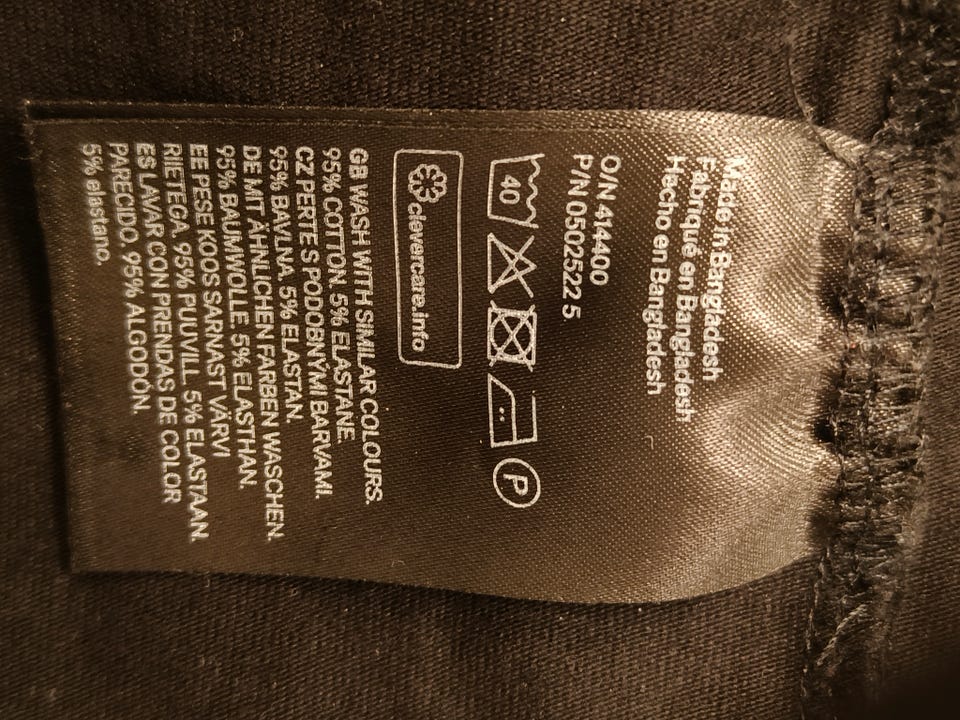 Made in Bangladesh
Fabriqué en Bangladesh
Hecho en Bangladesh
O/N 414400
P/N 0502522 5
40
P
clevercare.info
GB WASH WITH SIMILAR COLOURS.
95% COTTON. 5% ELASTANE.
CZ PERTE S PODOBNÝMI BARVAMI.
95% BAVLNA. 5% ELASTAN.
DE MIT ÄHNLICHEN FARBEN WASCHEN.
95% BAUMWOLLE. 5% ELASTHAN.
EE PESE KOOS SARNAST VÄRVI
RIIETEGA. 95% PUUVILL. 5% ELASTAAN.
ES LAVAR CON PRENDAS DE COLOR
PARECIDO. 95% ALGODÓN.
5% elastano.